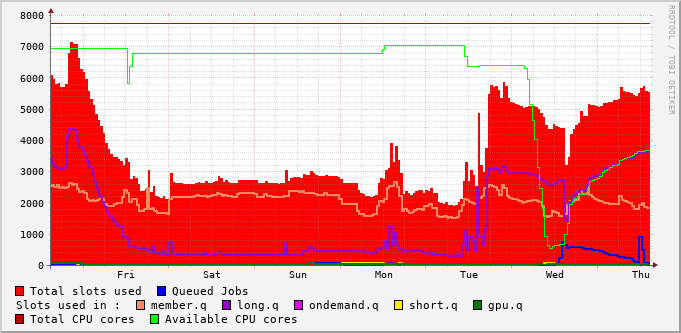 RRDTOOL / TOBI OETIKER
8000
7000
6000
5000
4000
3000
2000
1000
0
Fri Sat Sun Mon Tue Wed Thu
Total slots used Queued Jobs
Slots used in : member.q long.q ondemand.q short.q gpu.q
Total CPU cores Available CPU cores